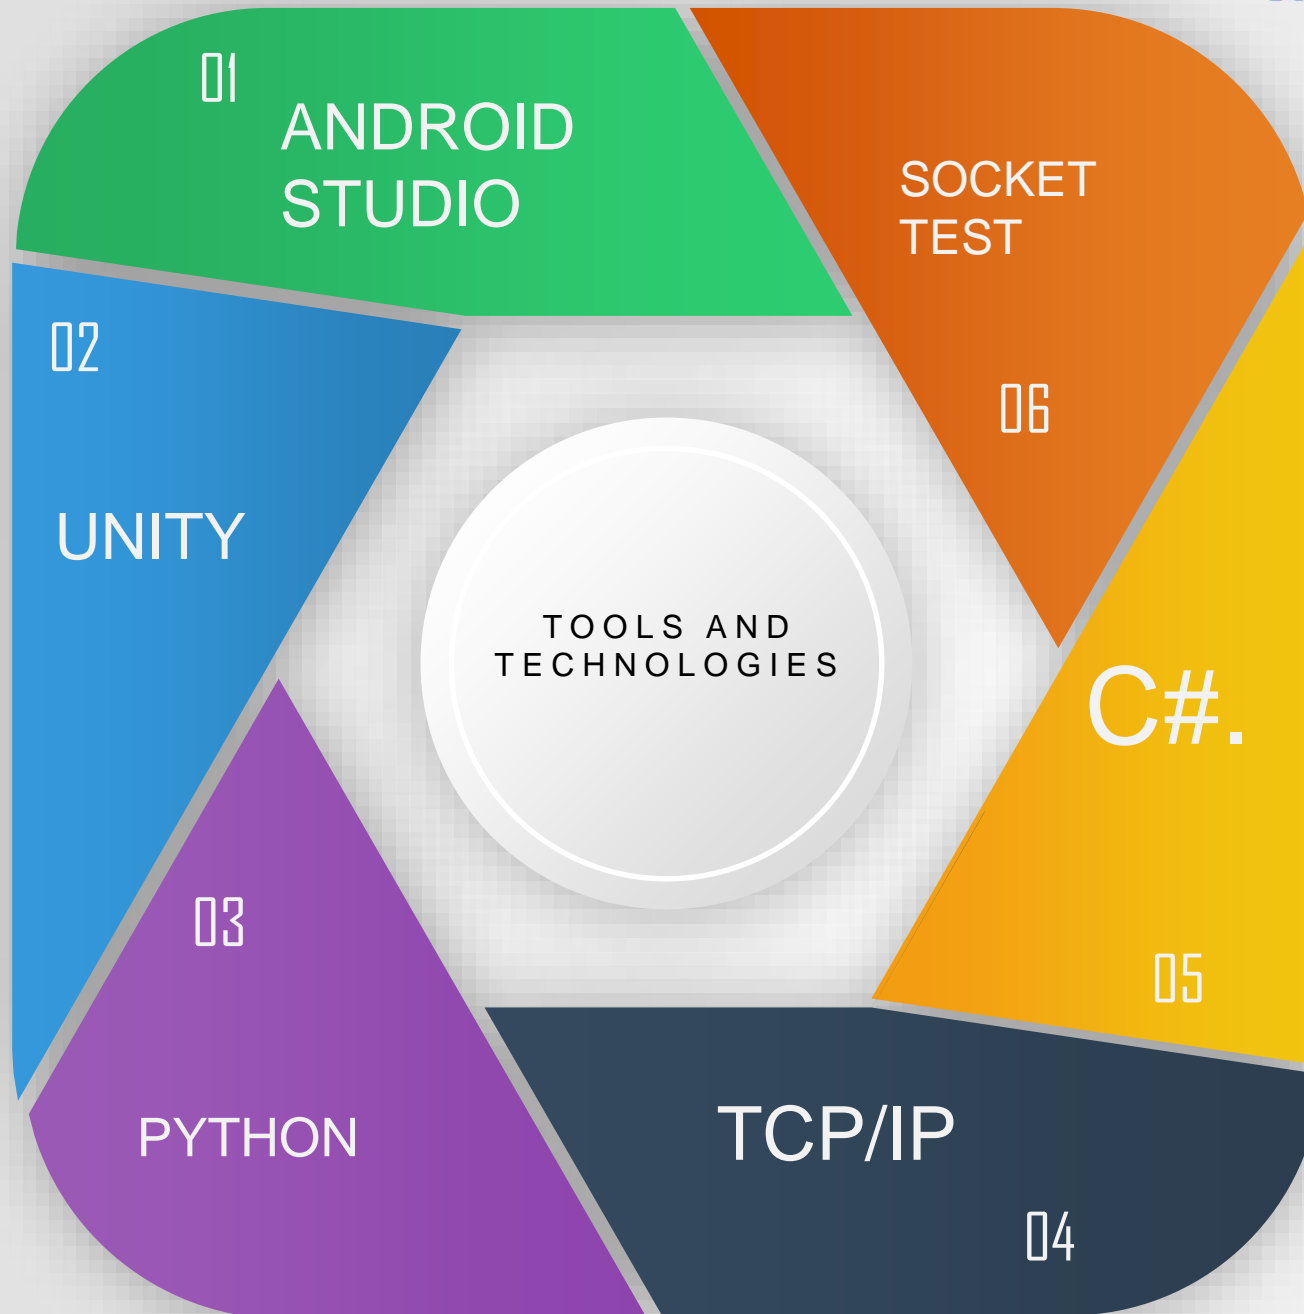 01
ANDROID
STUDIO
02
UNITY
03
PYTHON
TCP/IP
04
C#.
05
SOCKET
TEST
06
TOOLS AND
TECHNOLOGIES